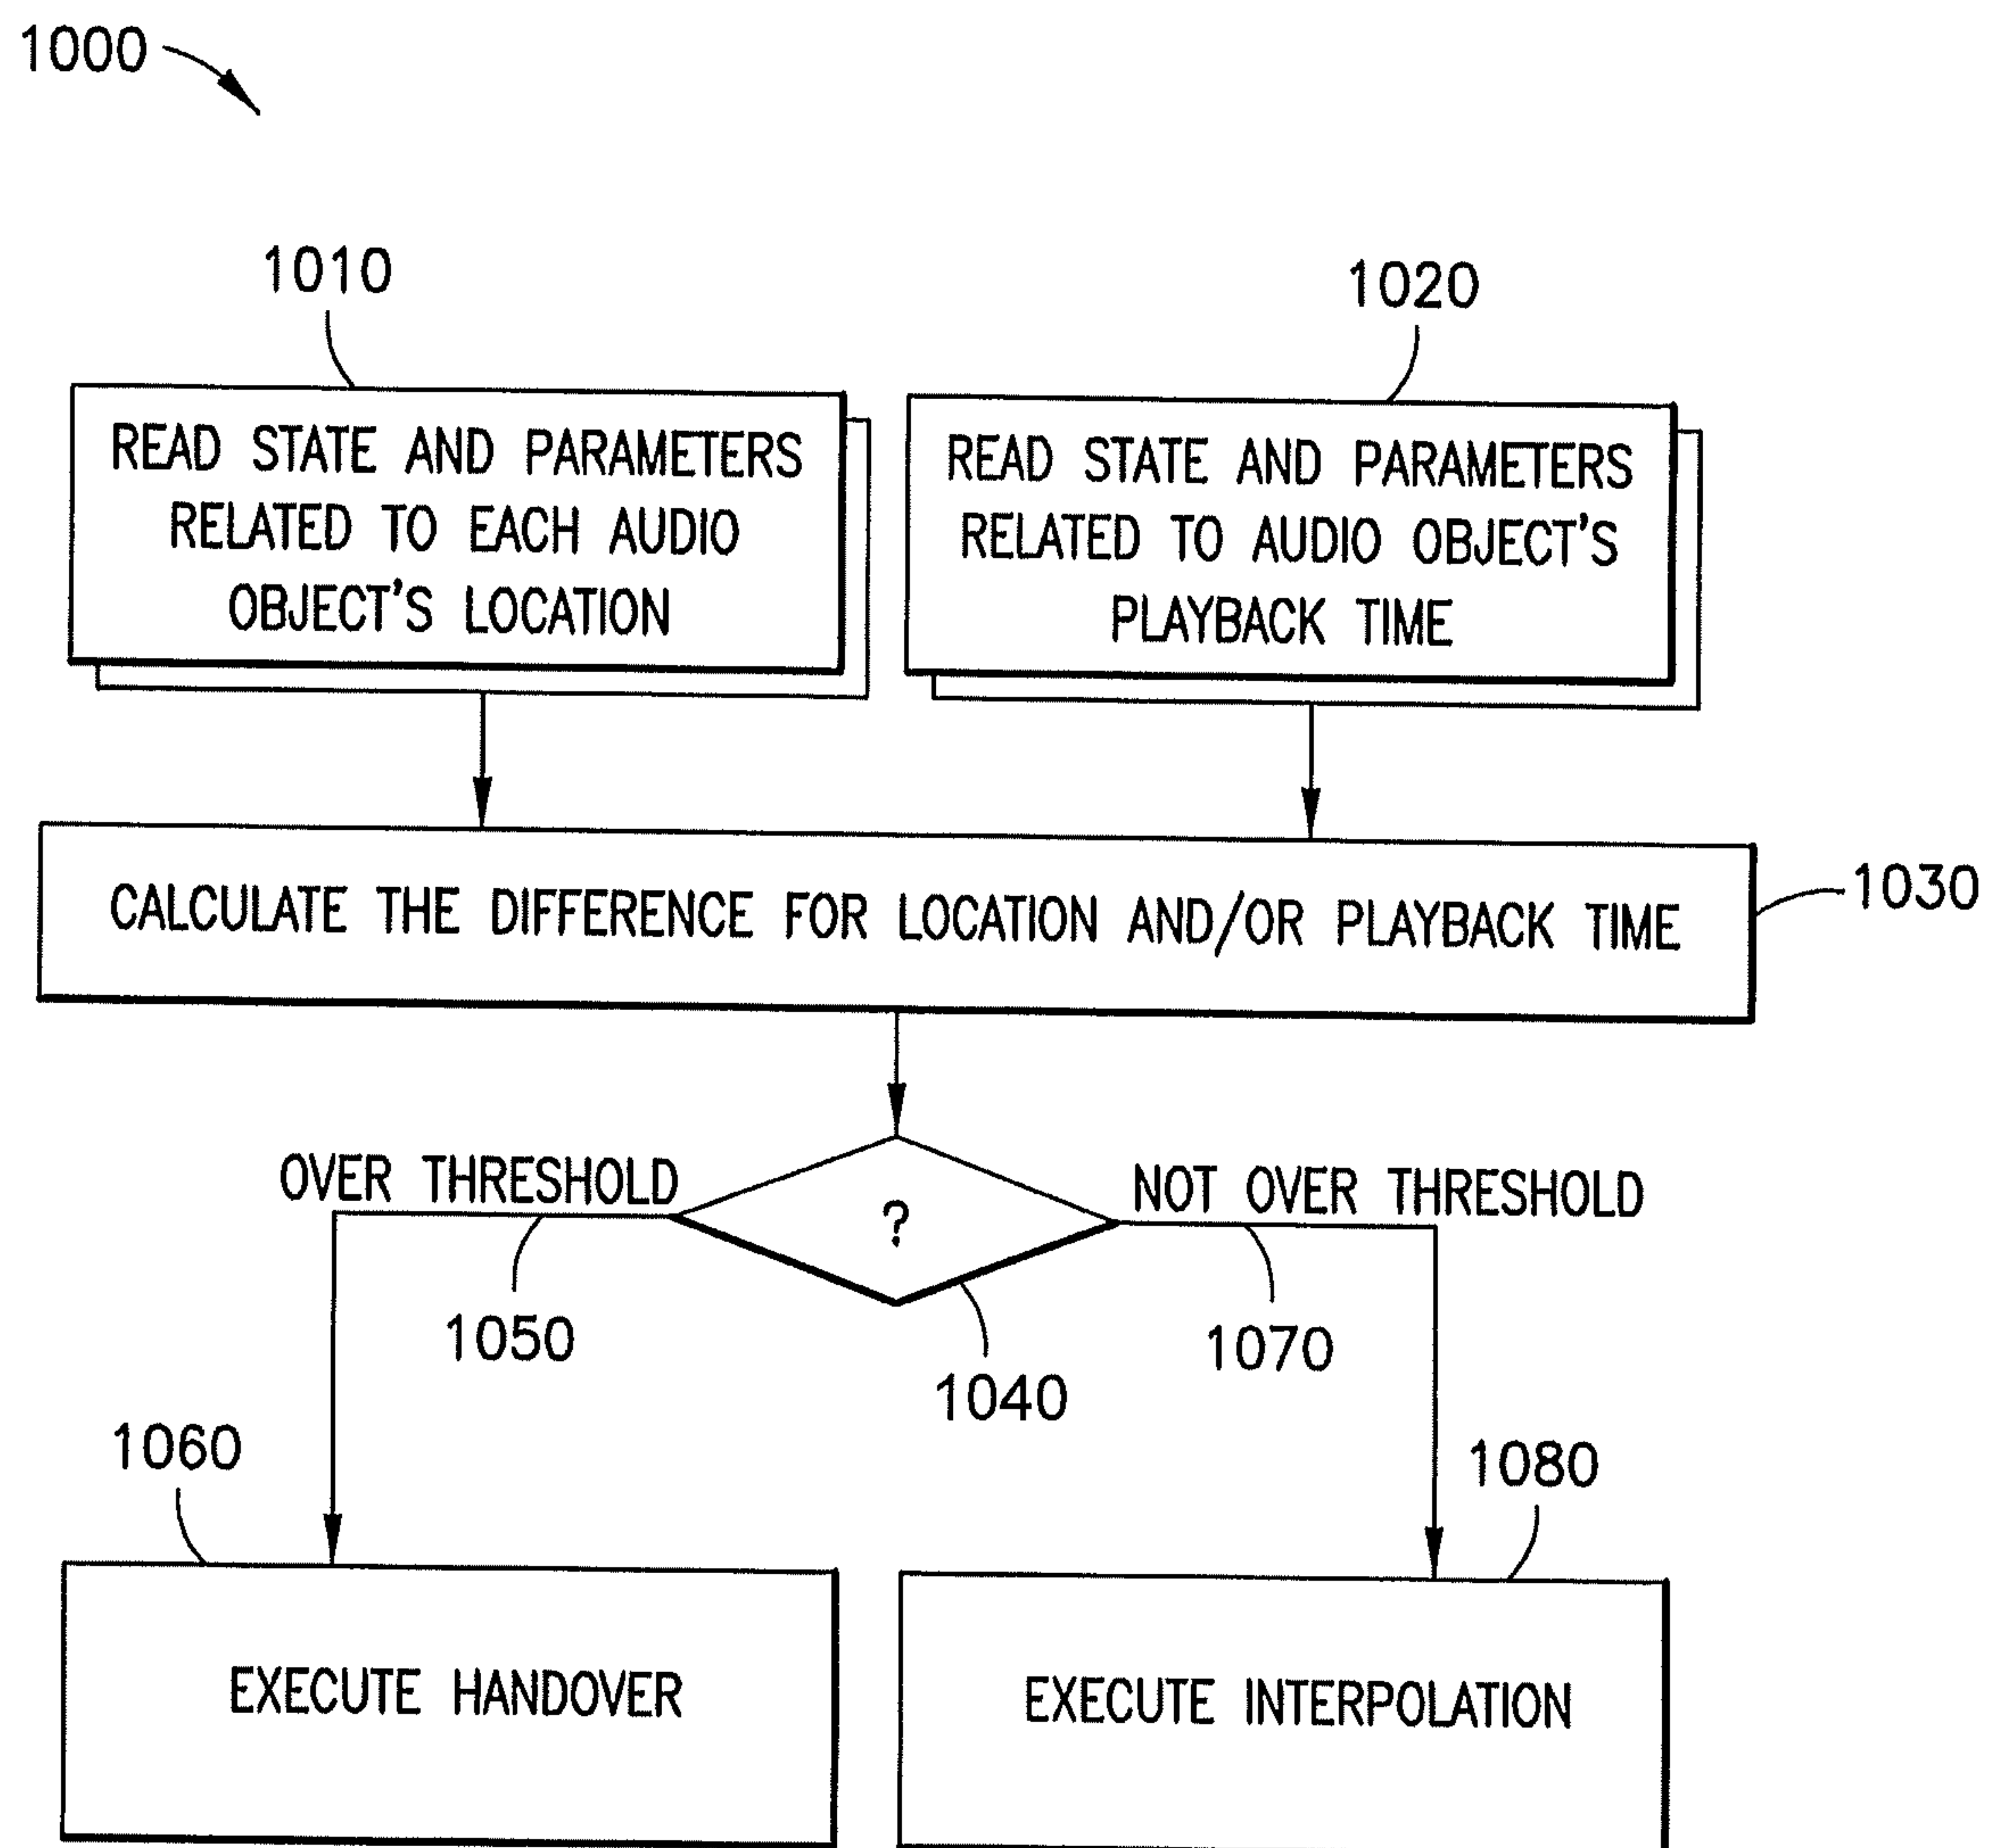 1000
1010
1020
READ STATE AND PARAMETERS
RELATED TO EACH AUDIO
OBJECT'S LOCATION
READ STATE AND PARAMETERS
RELATED TO AUDIO OBJECT'S
PLAYBACK TIME
CALCULATE THE DIFFERENCE FOR LOCATION AND/OR PLAYBACK TIME
1030
OVER THRESHOLD
?
NOT OVER THRESHOLD
1050
1040
1070
1060
1080
EXECUTE HANDOVER
EXECUTE INTERPOLATION